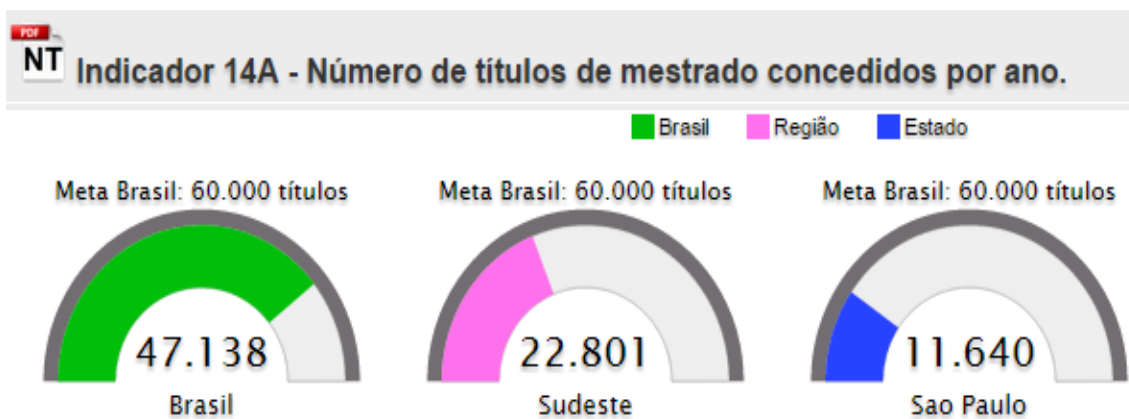 PDF
NT Indicador 14A - Número de títulos de mestrado concedidos por ano.
Brasil Região Estado
Meta Brasil: 60.000 títulos Meta Brasil: 60.000 títulos Meta Brasil: 60.000 títulos
47.138 22.801 11.640
Brasil Sudeste Sao Paulo